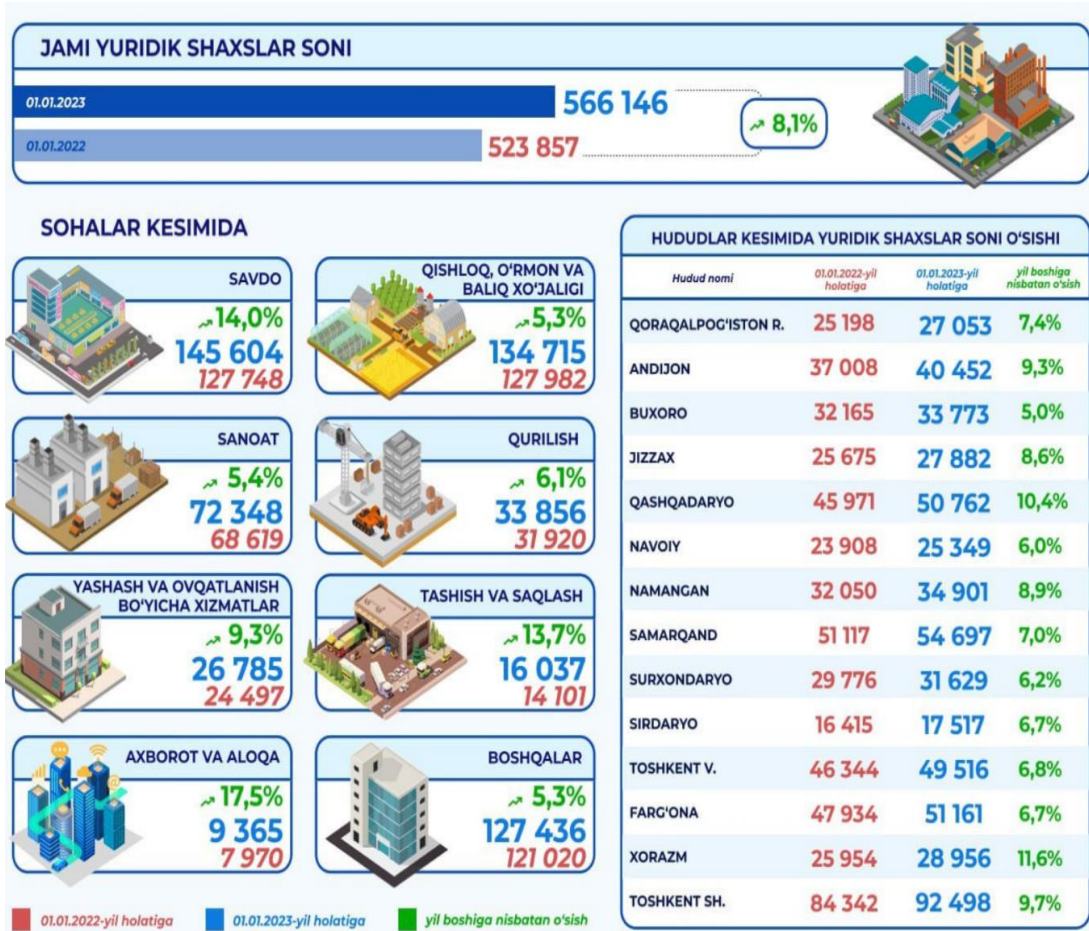 JAMI YURIDIK SHAXSLAR SONI
01.01.2023
566 146
8,1%
01.01.2022
523 857
SOHALAR KESIMIDA
SAVDO
14,0%
145 604
127 748
QISHLOQ, O'RMON VA
BALIQ XO'JALIGI
5,3%
134 715
127 982
SANOAT
5,4%
72 348
68 619
QURILISH
6,1%
33 856
31 920
YASHASH VA OVQATLANISH
BO'YICHA XIZMATLAR
9,3%
26 785
24 497
TASHISH VA SAQLASH
13,7%
16 037
14 101
AXBOROT VA ALOQA
17,5%
9 365
7 970
BOSHQALAR
5,3%
127 436
121 020
01.01.2022-yil holatiga 01.01.2023-yil holatiga yil boshiga nisbatan o'sish
HUDUDLAR KESIMIDA YURIDIK SHAXSLAR SONI O'SISHI
Hudud nomi 01.01.2022-yil holatiga 01.01.2023-yil holatiga yil boshiga nisbatan o'sish
QORAQALPOG'ISTON R. 25 198 27 053 7,4%
ANDIJON 37 008 40 452 9,3%
BUXORO 32 165 33 773 5,0%
JIZZAX 25 675 27 882 8,6%
QASHQADARYO 45 971 50 762 10,4%
NAVOIY 23 908 25 349 6,0%
NAMANGAN 32 050 34 901 8,9%
SAMARQAND 51 117 54 697 7,0%
SURXONDARYO 29 776 31 629 6,2%
SIRDARYO 16 415 17 517 6,7%
TOSHKENT V. 46 344 49 516 6,8%
FARG'ONA 47 934 51 161 6,7%
XORAZM 25 954 28 956 11,6%
TOSHKENT SH. 84 342 92 498 9,7%